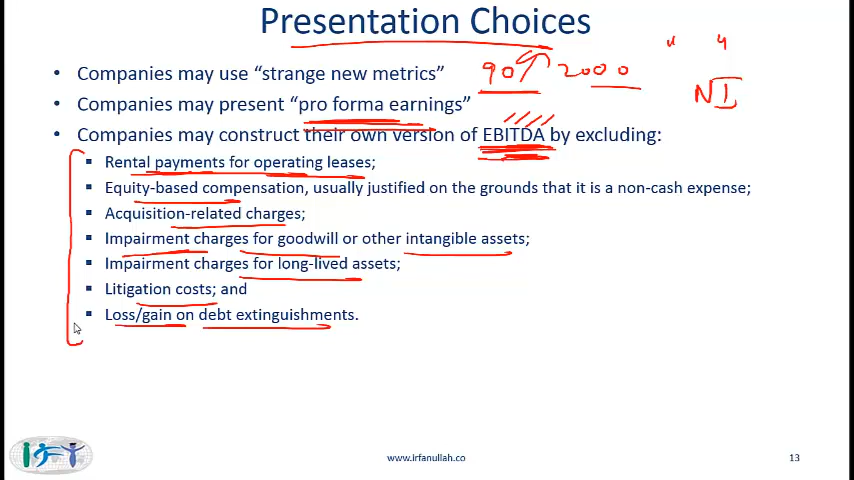 Presentation Choices
• Companies may use “strange new metrics” 90's 2000
" 4
NI
• Companies may present “pro forma earnings”
• Companies may construct their own version of EBITDA by excluding:
▪ Rental payments for operating leases;
▪ Equity-based compensation, usually justified on the grounds that it is a non-cash expense;
▪ Acquisition-related charges;
▪ Impairment charges for goodwill or other intangible assets;
▪ Impairment charges for long-lived assets;
▪ Litigation costs; and
▪ Loss/gain on debt extinguishments.
www.irfanullah.co
13